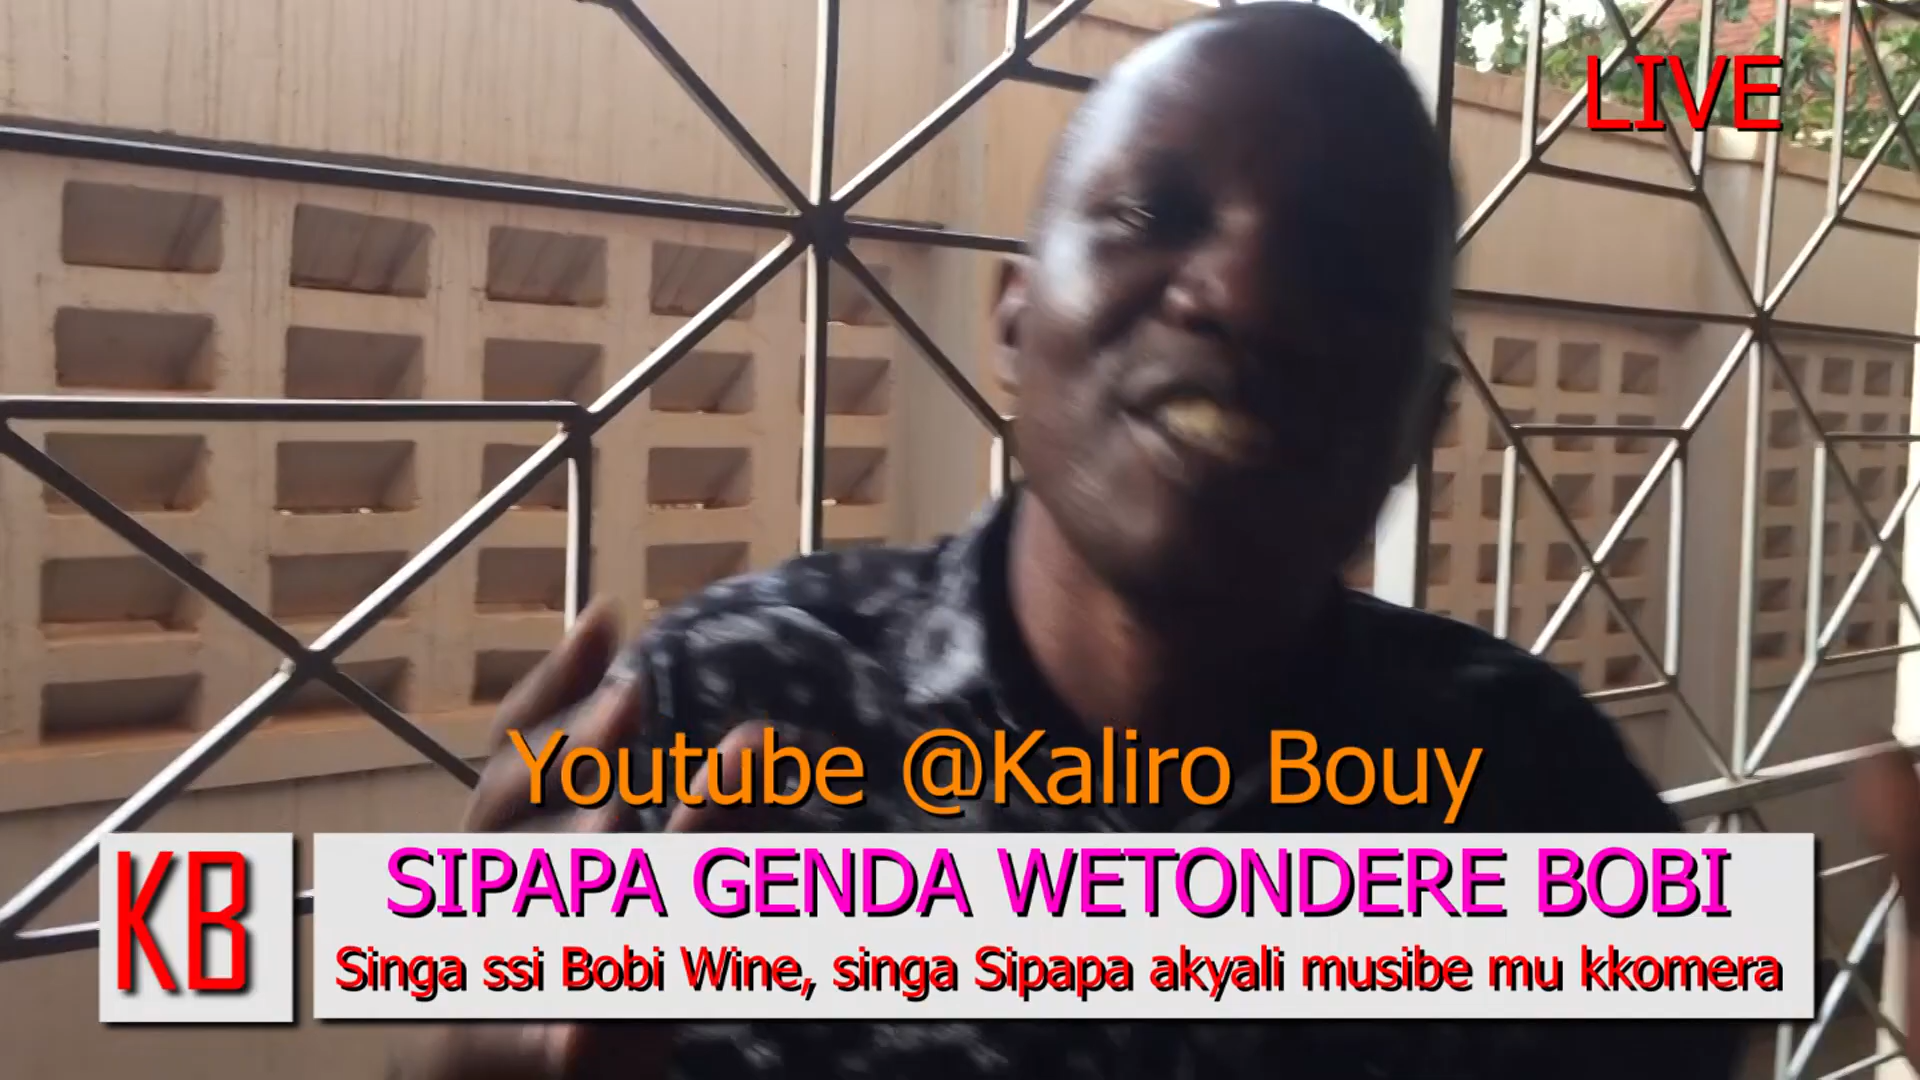 LIVE
Youtube @Kaliro Bouy
KB
SIPAPA GENDA WETONDERE BOBI
Singa ssi Bobi Wine, singa Sipapa akyali musibe mu kkomera